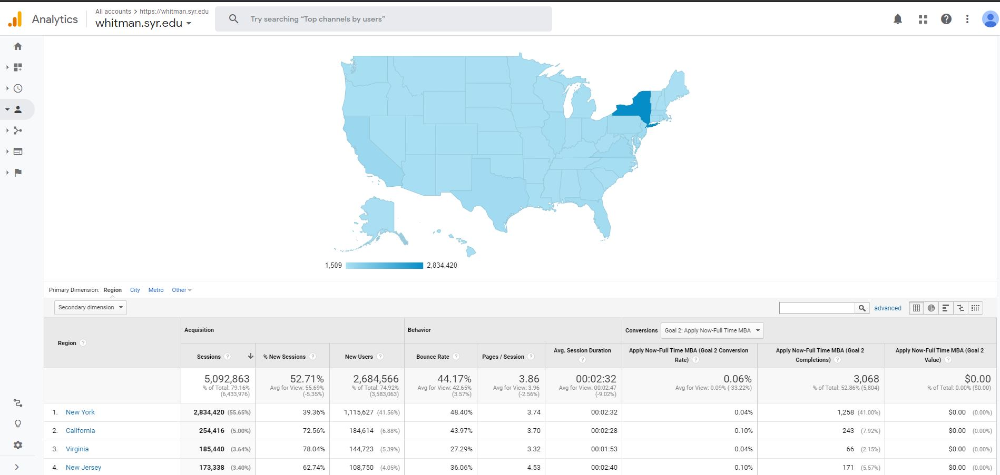 Analytics
All accounts > https://whitman.syr.edu
whitman.syr.edu
Try searching “Top channels by users”
1,509
2,834,420
Primary Dimension: Region City Metro Other
Secondary dimension
advanced
Region ?
Acquisition
Behavior
Conversions Goal 2: Apply Now-Full Time MBA
Sessions ?
% New Sessions ?
New Users ?
Bounce Rate ?
Pages / Session ?
Avg. Session Duration
?
Apply Now-Full Time MBA (Goal 2 Conversion
Rate) ?
Apply Now-Full Time MBA (Goal 2
Completions) ?
Apply Now-Full Time MBA (Goal 2
Value) ?
5,092,863
% of Total: 79.16%
(6,433,976)
52.71%
Avg for View: 55.69%
(-5.35%)
2,684,566
% of Total: 74.92%
(3,583,063)
44.17%
Avg for View: 42.65%
(3.57%)
3.86
Avg for View: 3.96
(-2.56%)
00:02:32
Avg for View: 00:02:47
(-9.02%)
0.06%
Avg for View: 0.09% (-33.22%)
3,068
% of Total: 52.86% (5,804)
$0.00
% of Total: 0.00% ($0.00)
1. New York 2,834,420 (55.65%) 39.36% 1,115,627 (41.56%) 48.40% 3.74 00:02:32 0.04% 1,258 (41.00%) $0.00 (0.00%)
2. California 254,416 (5.00%) 72.56% 184,614 (6.88%) 43.97% 3.70 00:02:28 0.10% 243 (7.92%) $0.00 (0.00%)
3. Virginia 185,440 (3.64%) 78.04% 144,723 (5.39%) 27.29% 3.32 00:01:53 0.04% 66 (2.15%) $0.00 (0.00%)
4. New Jersey 173,338 (3.40%) 62.74% 108,750 (4.05%) 36.06% 4.53 00:02:40 0.10% 171 (5.57%) $0.00 (0.00%)